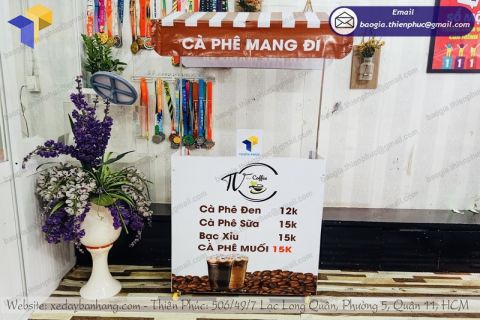 Email
baogia.thienphuc@gmail.com
CÀ PHÊ MANG ĐI
Coffee
Cà Phê Đen 12k
Cà Phê Sữa 15k
Bạc Xỉu 15k
CÀ PHÊ MUỐI 15K
Website: xedaybanhang.com - Thiên Phúc: 506/49/7 Lạc Long Quân, Phường 5, Quận 11, HCM